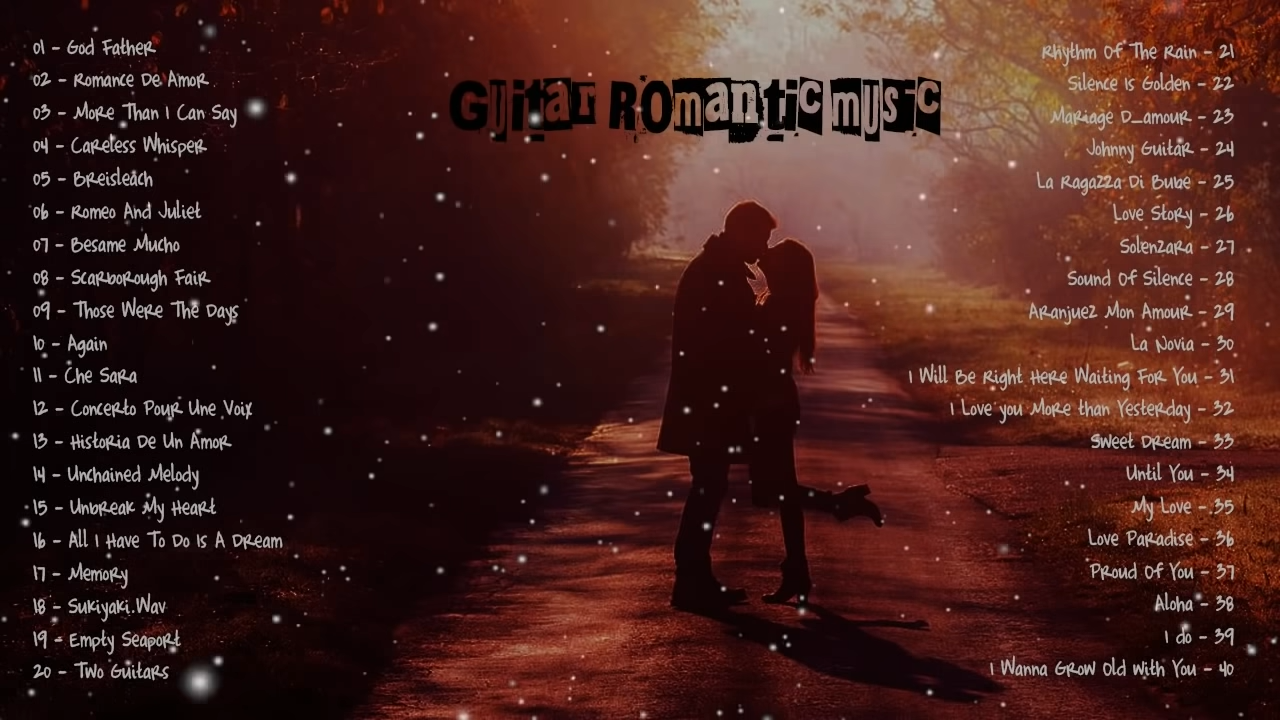 Guitar Romantic music
01 - God Father
02 - Romance De Amor
03 - More Than I Can Say
04 - Careless Whisper
05 - Breisleach
06 - Romeo And Juliet
07 - Besame Mucho
08 - Scarborough Fair
09 - Those Were The Days
10 - Again
11 - Che Sara
12 - Concerto Pour Une Voix
13 - Historia De Un Amor
14 - Unchained Melody
15 - Unbreak My Heart
16 - All I Have To Do Is A Dream
17 - Memory
18 - Sukiyaki.Wav
19 - Empty Seaport
20 - Two Guitars
Rhythm Of The Rain - 21
Silence Is Golden - 22
Mariage D_amour - 23
Johnny Guitar - 24
La Ragazza Di Bube - 25
Love Story - 26
Solenzara - 27
Sound Of Silence - 28
Aranjuez Mon Amour - 29
La Novia - 30
I Will Be Right Here Waiting For You - 31
I Love you More than Yesterday - 32
Sweet Dream - 33
Until You - 34
My Love - 35
Love Paradise - 36
Proud Of You - 37
Aloha - 38
I do - 39
I Wanna Grow Old With You - 40